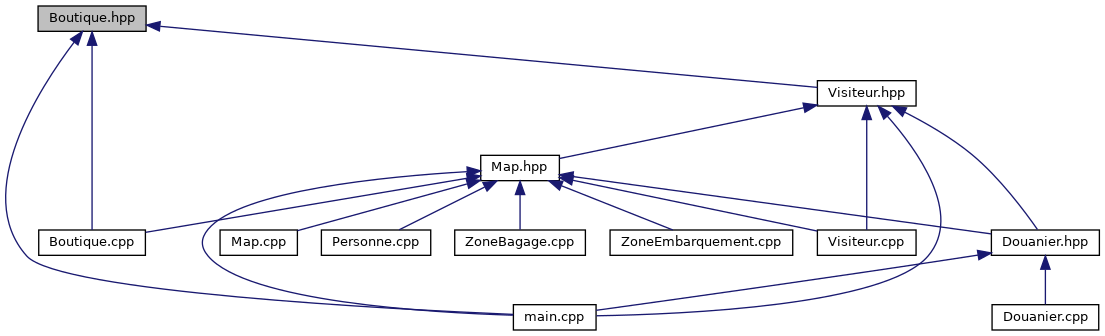 Boutique.hpp
Visiteur.hpp
Map.hpp
Boutique.cpp
Map.cpp
Personne.cpp
ZoneBagage.cpp
ZoneEmbarquement.cpp
Visiteur.cpp
Douanier.hpp
main.cpp
Douanier.cpp